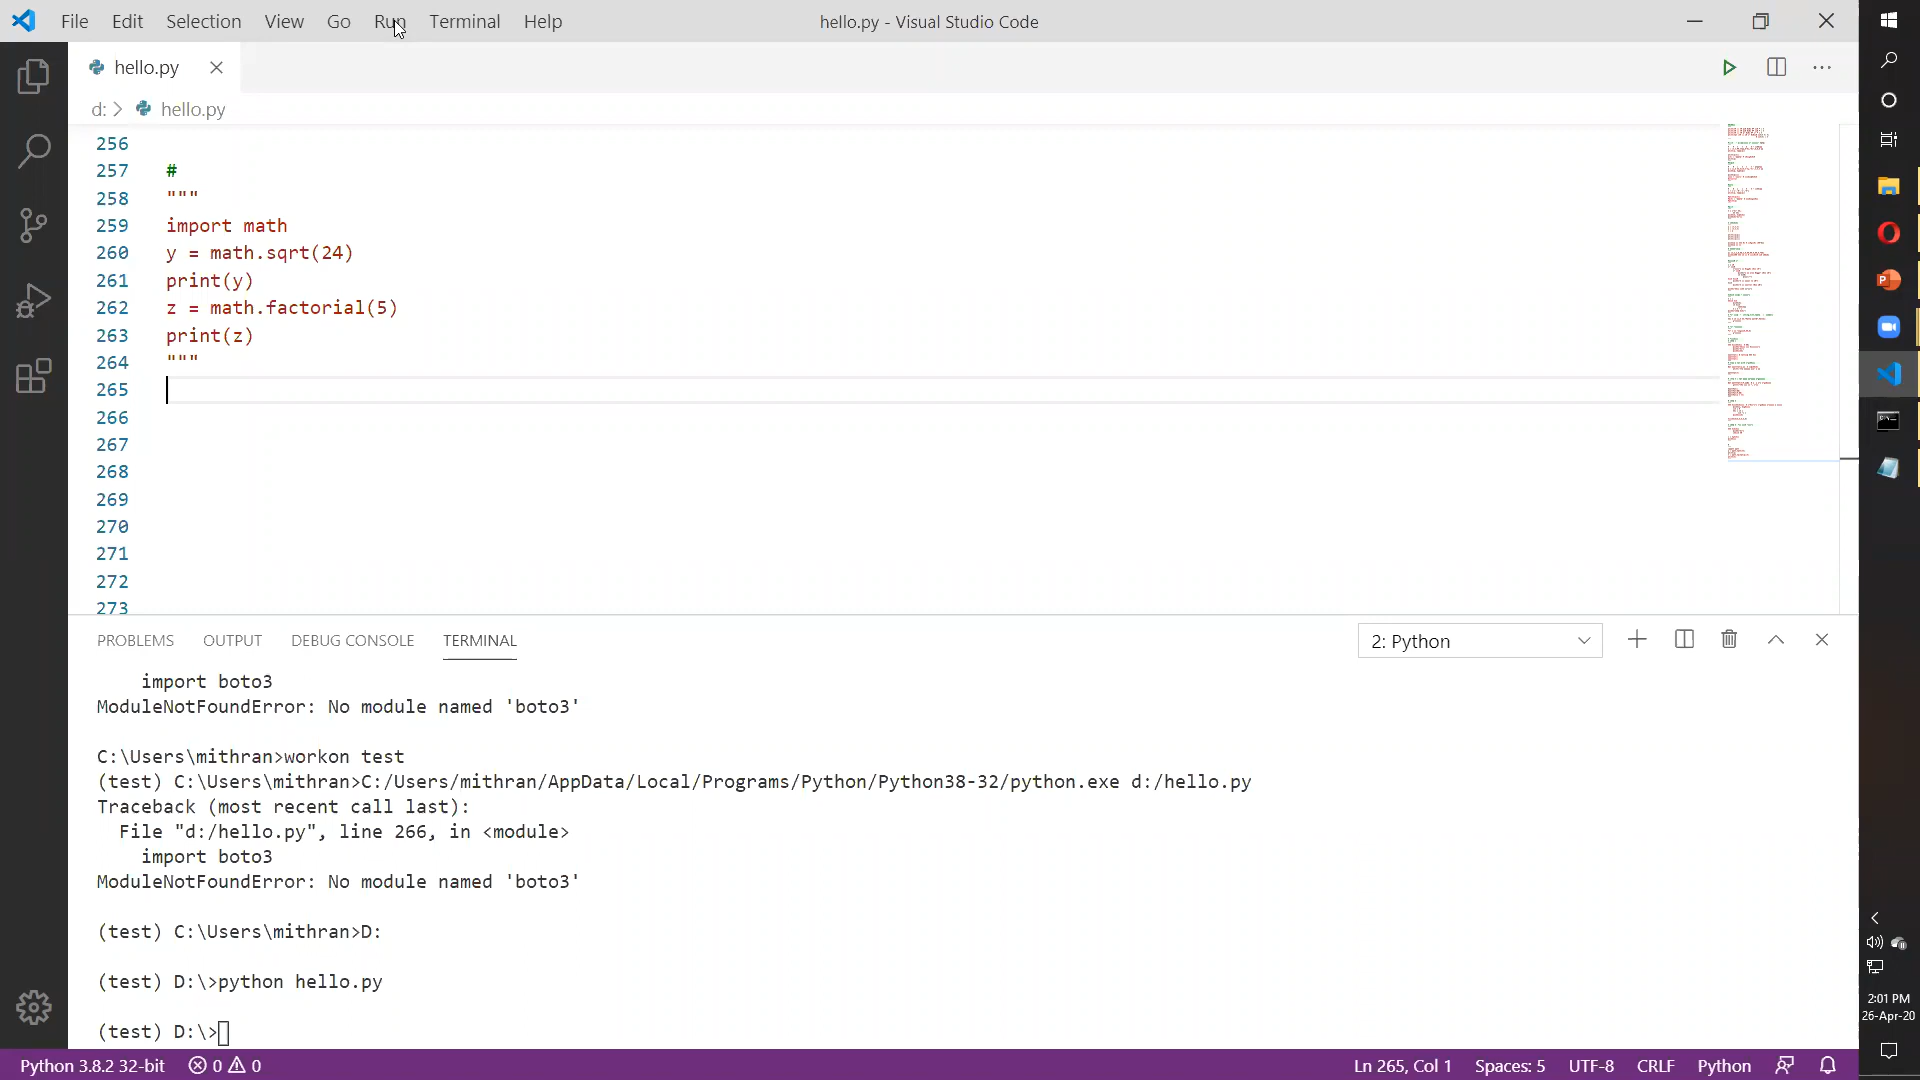 File Edit Selection View Go Run Terminal Help
hello.py - Visual Studio Code
hello.py
d: > hello.py
256
257 #
258 """
259 import math
260 y = math.sqrt(24)
261 print(y)
262 z = math.factorial(5)
263 print(z)
264 """
265
266
267
268
269
270
271
272
273
PROBLEMS OUTPUT DEBUG CONSOLE TERMINAL
2: Python
import boto3
ModuleNotFoundError: No module named 'boto3'
C:\Users\mithran>workon test
(test) C:\Users\mithran>C:/Users/mithran/AppData/Local/Programs/Python/Python38-32/python.exe d:/hello.py
Traceback (most recent call last):
File "d:/hello.py", line 266, in <module>
import boto3
ModuleNotFoundError: No module named 'boto3'
(test) C:\Users\mithran>D:
(test) D:\>python hello.py
(test) D:\>
Python 3.8.2 32-bit 0 0
Ln 265, Col 1 Spaces: 5 UTF-8 CRLF Python
2:01 PM
26-Apr-20